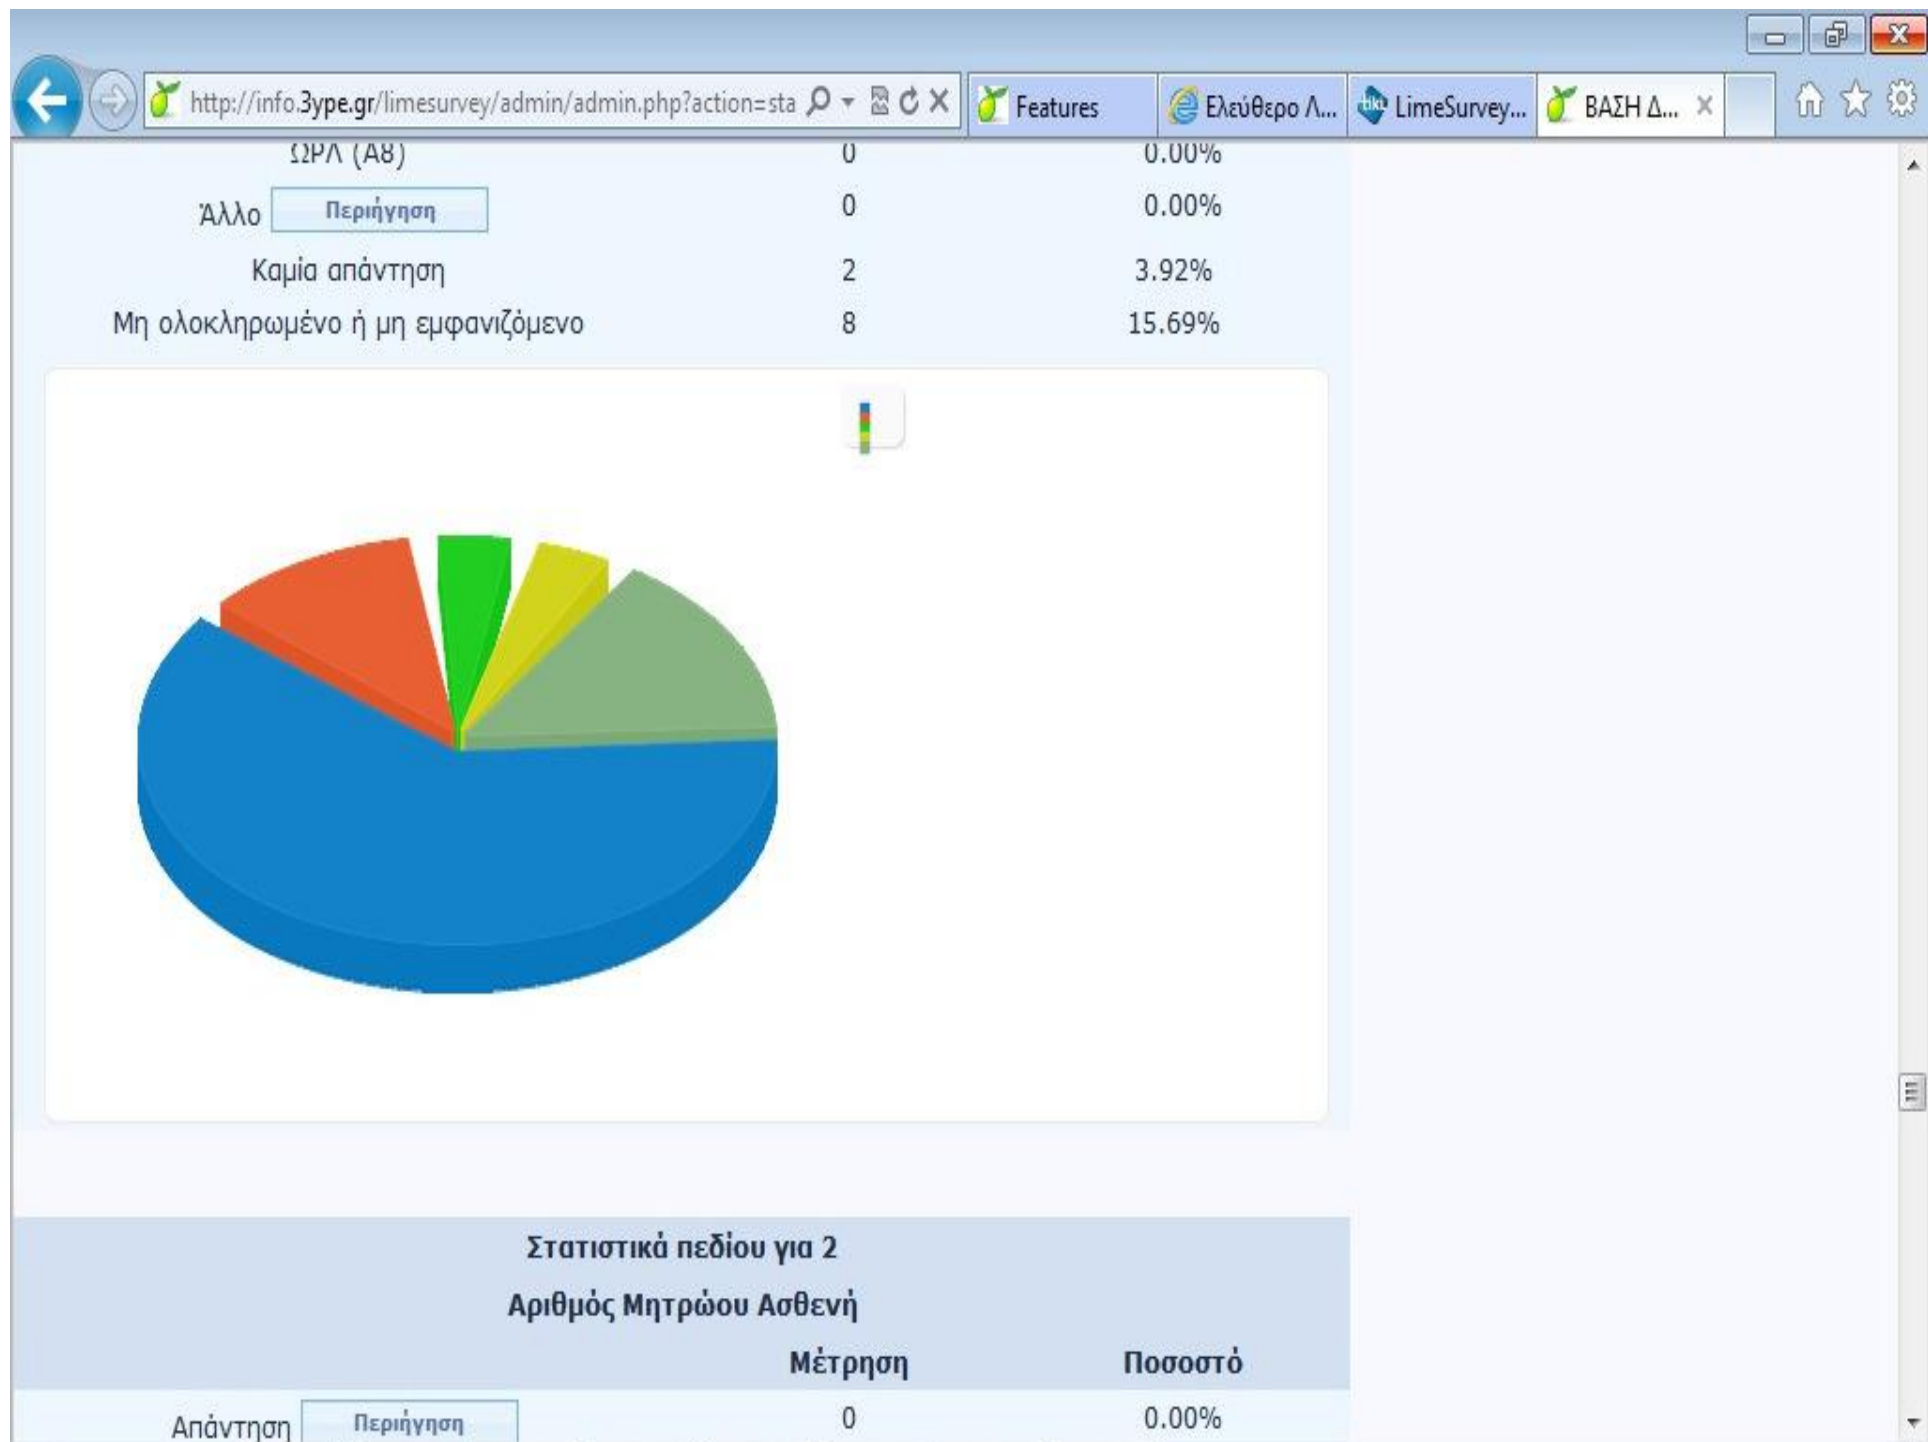 http://info.3ype.gr/limesurvey/admin/admin.php?action=sta
Features
Ελεύθερο Λ...
LimeSurvey...
ΒΑΣΗ Δ...
ΩΡΛ (A8) 0 0.00%
Άλλο Περιήγηση 0 0.00%
Καμία απάντηση 2 3.92%
Μη ολοκληρωμένο ή μη εμφανιζόμενο 8 15.69%
Στατιστικά πεδίου για 2
Αριθμός Μητρώου Ασθενή
Μέτρηση Ποσοστό
Απάντηση Περιήγηση 0 0.00%